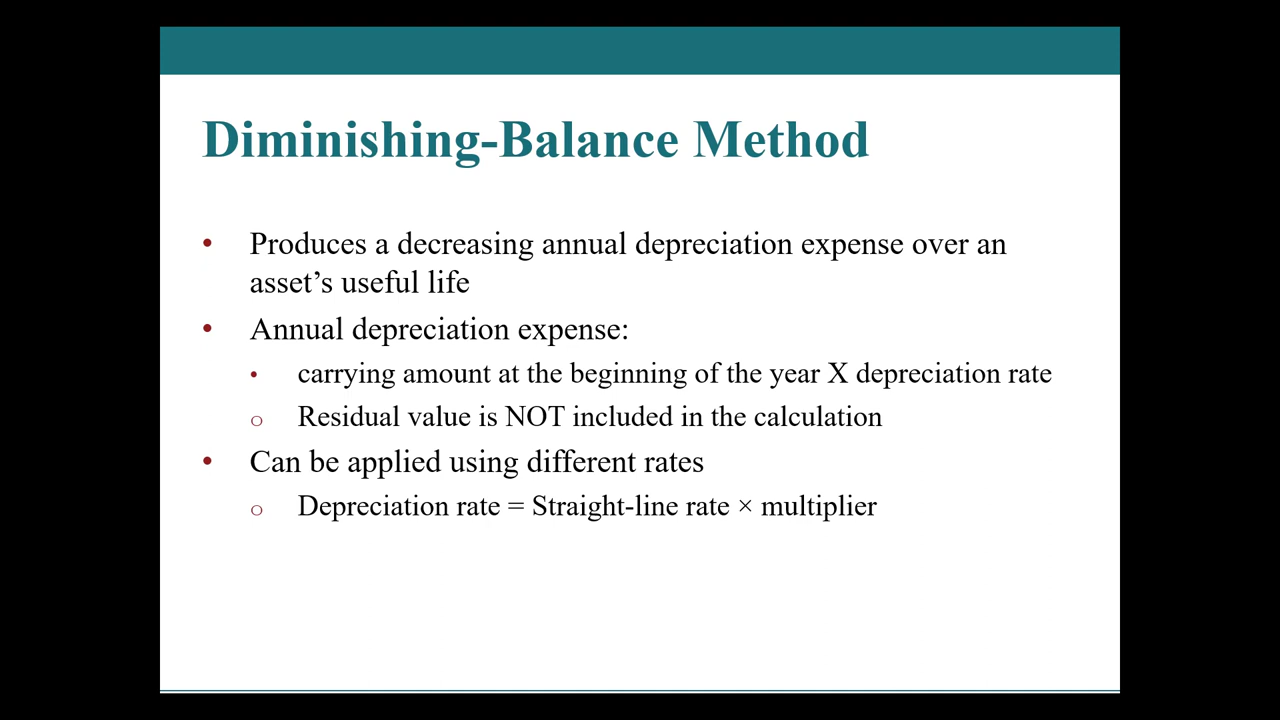 Diminishing-Balance Method
• Produces a decreasing annual depreciation expense over an
asset’s useful life
• Annual depreciation expense:
• carrying amount at the beginning of the year X depreciation rate
o Residual value is NOT included in the calculation
• Can be applied using different rates
o Depreciation rate = Straight-line rate × multiplier